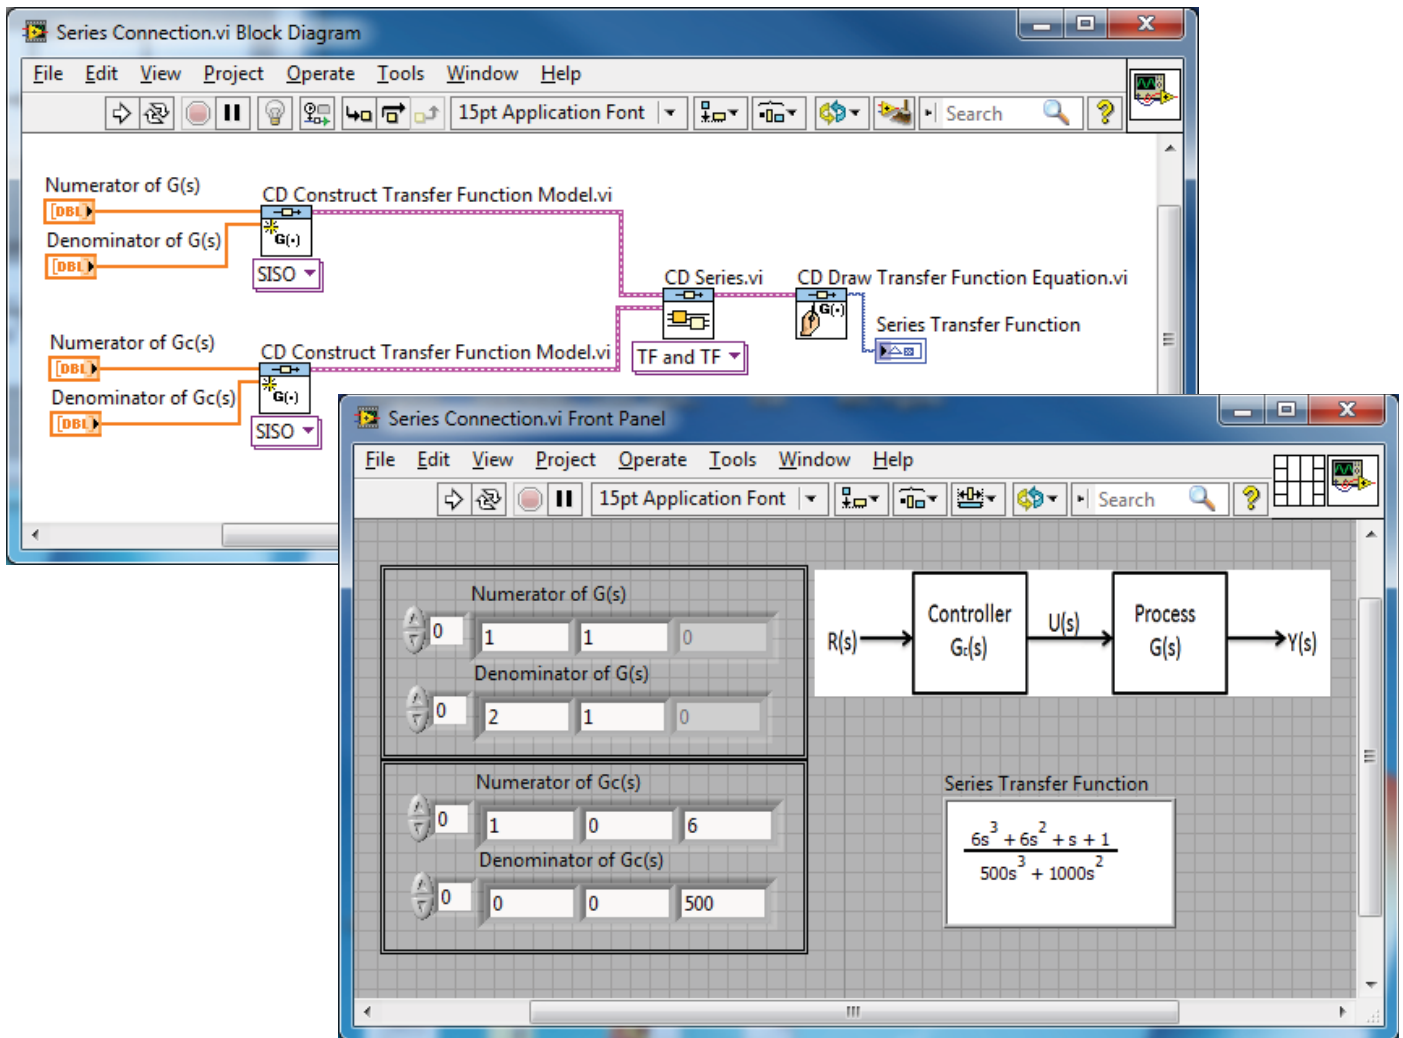 Series Connection.vi Block Diagram
File Edit View Project Operate Tools Window Help
15pt Application Font Search ?
Numerator of G(s)
[DBL]
CD Construct Transfer Function Model.vi
G(·)
Denominator of G(s)
[DBL]
SISO
CD Series.vi
CD Draw Transfer Function Equation.vi
G(·)
Series Transfer Function
Numerator of Gc(s)
[DBL]
CD Construct Transfer Function Model.vi
TF and TF
G(·)
Denominator of Gc(s)
[DBL]
SISO
Series Connection.vi Front Panel
File Edit View Project Operate Tools Window Help
15pt Application Font Search ?
Numerator of G(s)
0 1 1 0
Denominator of G(s)
0 2 1 0
Numerator of Gc(s)
0 1 0 6
Denominator of Gc(s)
0 0 0 500
R(s) Controller Gc(s) U(s) Process G(s) Y(s)
Series Transfer Function
6s³ + 6s² + s + 1
500s³ + 1000s²